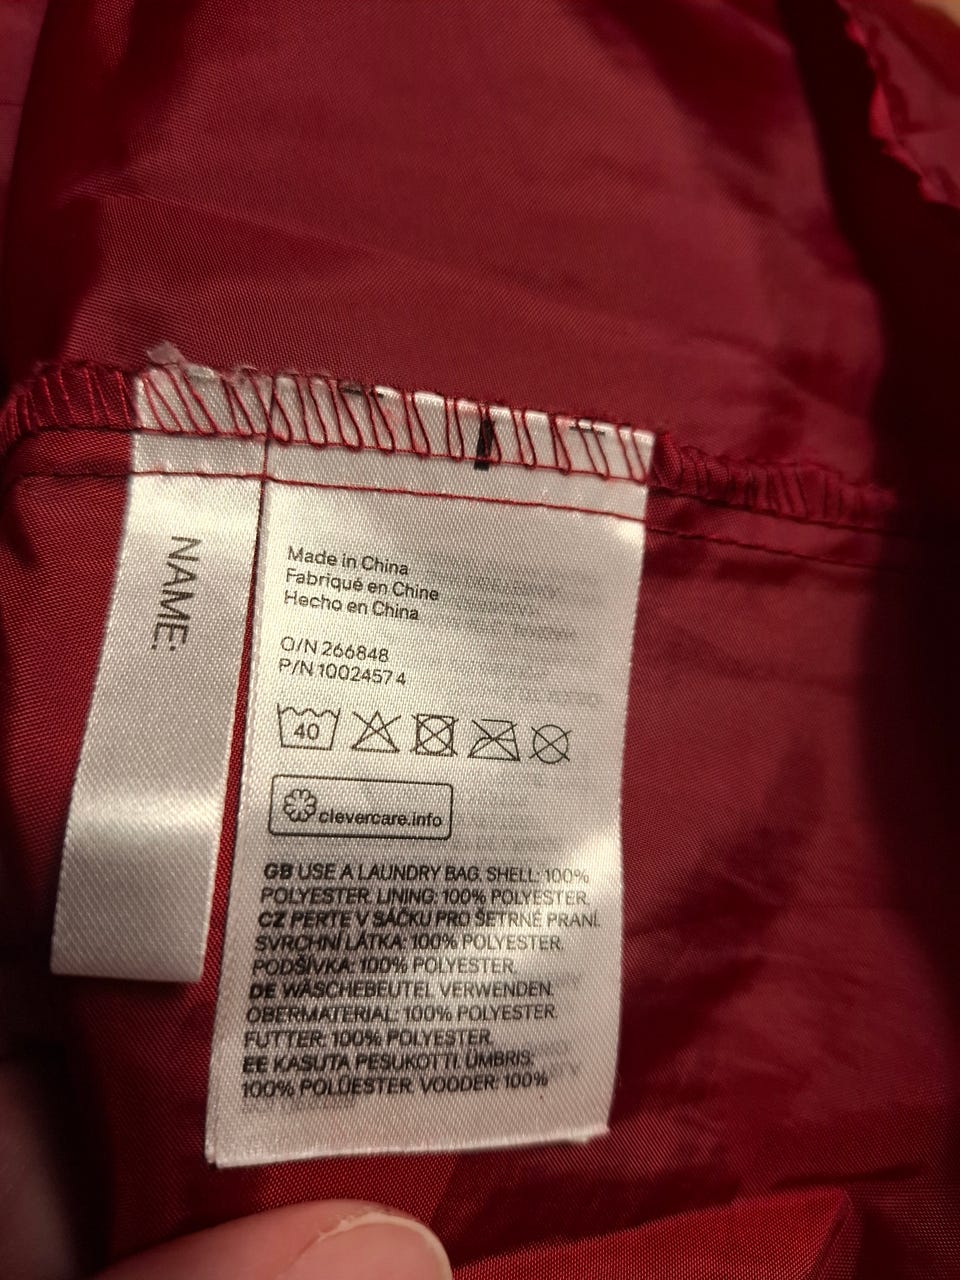 NAME:
Made in China
Fabriqué en Chine
Hecho en China
O/N 266848
P/N 10024574
40
clevercare.info
GB USE A LAUNDRY BAG. SHELL: 100%
POLYESTER. LINING: 100% POLYESTER.
CZ PERTE V SÁČKU PRO ŠETRNÉ PRANÍ.
SVRCHNÍ LÁTKA: 100% POLYESTER.
PODŠÍVKA: 100% POLYESTER.
DE WÄSCHEBEUTEL VERWENDEN.
OBERMATERIAL: 100% POLYESTER.
FUTTER: 100% POLYESTER.
EE KASUTA PESUKOTTI. ÜMBRIS:
100% POLÜESTER. VOODER: 100%